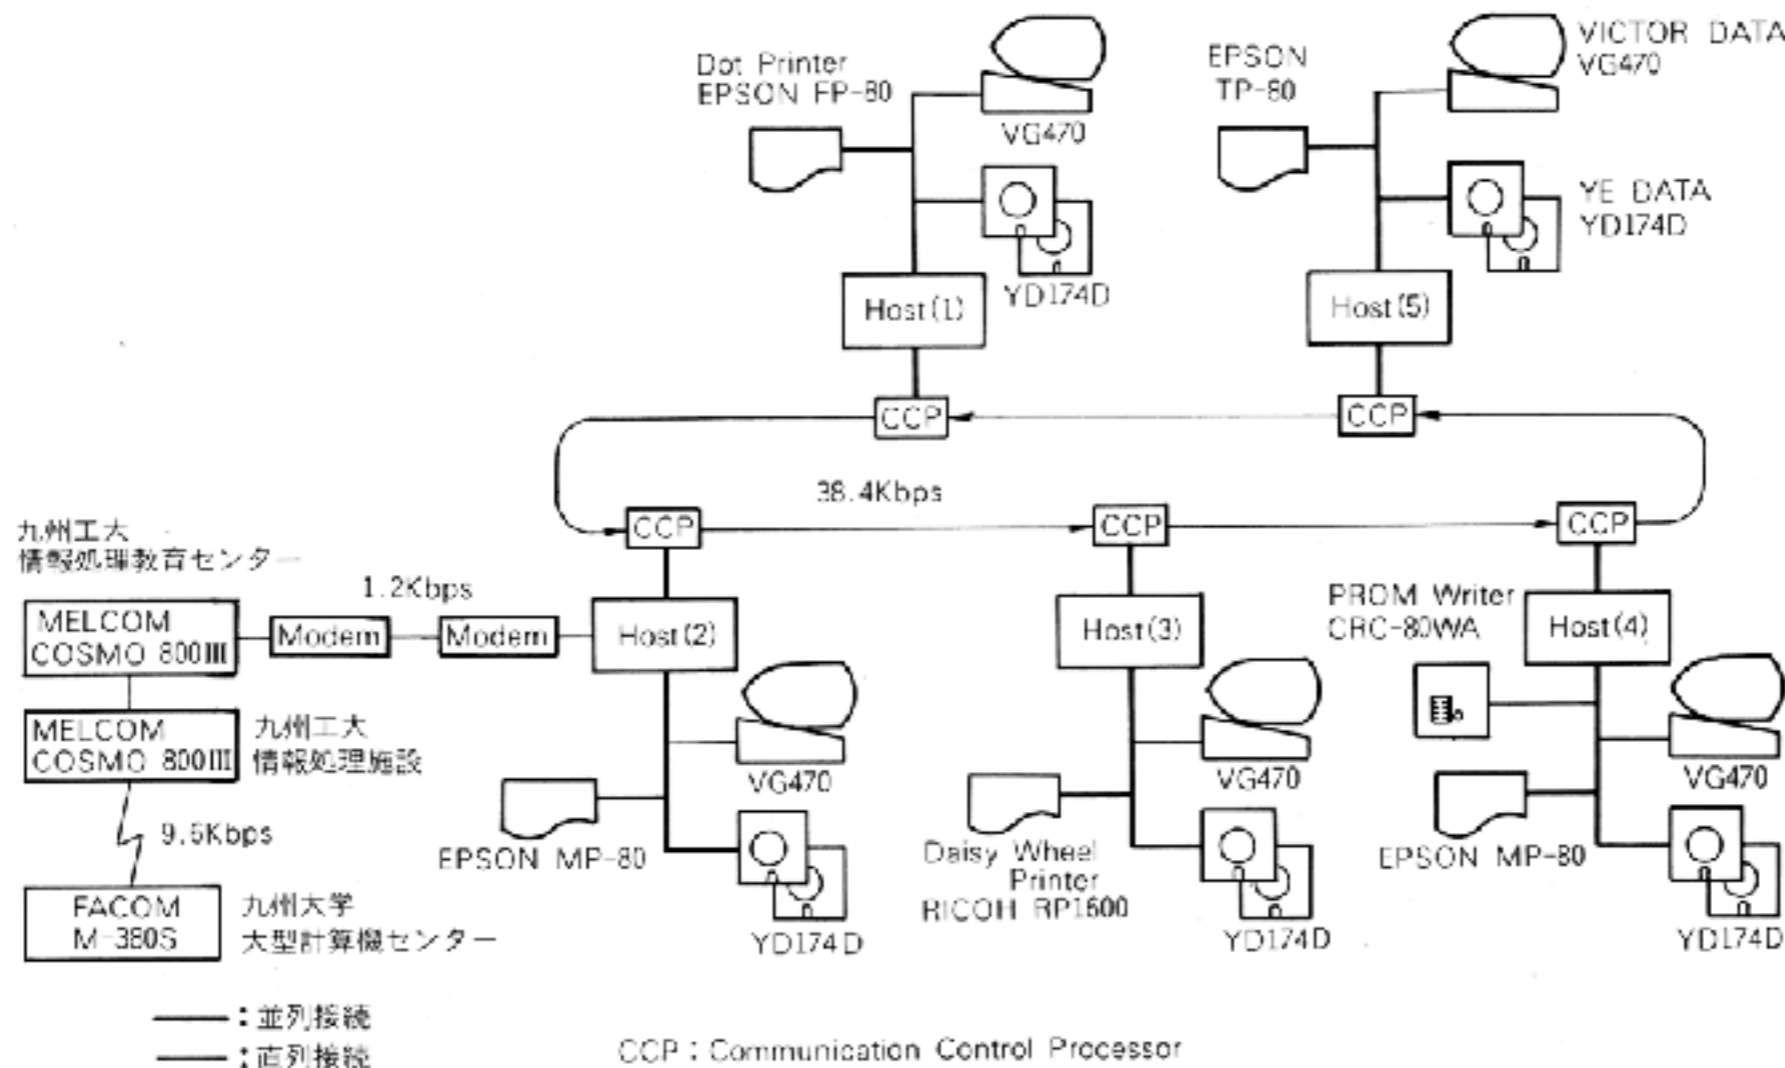 Dot Printer
EPSON FP-80
VG470
YD174D
Host(1)
CCP
EPSON
TP-80
VICTOR DATA
VG470
YE DATA
YD174D
Host(5)
CCP
38.4Kbps
CCP
CCP
CCP
九州工大
情報処理教育センター
1.2Kbps
MELCOM
COSMO 800III
Modem
Modem
Host(2)
MELCOM
COSMO 800III
九州工大
情報処理施設
9.6Kbps
FACOM
M-380S
九州大学
大型計算機センター
VG470
EPSON MP-80
YD174D
Host(3)
VG470
Daisy Wheel
Printer
RICOH RP1600
YD174D
PROM Writer
CRC-80WA
Host(4)
VG470
EPSON MP-80
YD174D
:並列接続
:直列接続
CCP:Communication Control Processor